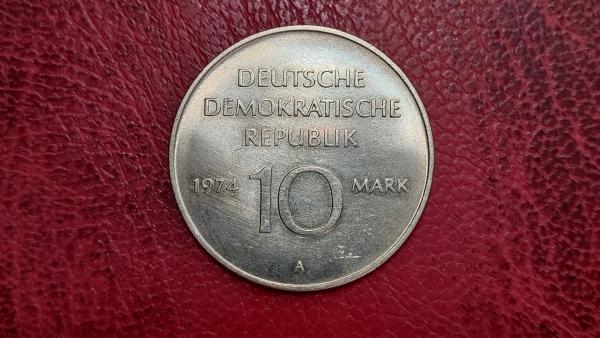 DEUTSCHE
DEMOKRATISCHE
REPUBLIK
1974 10 MARK
A